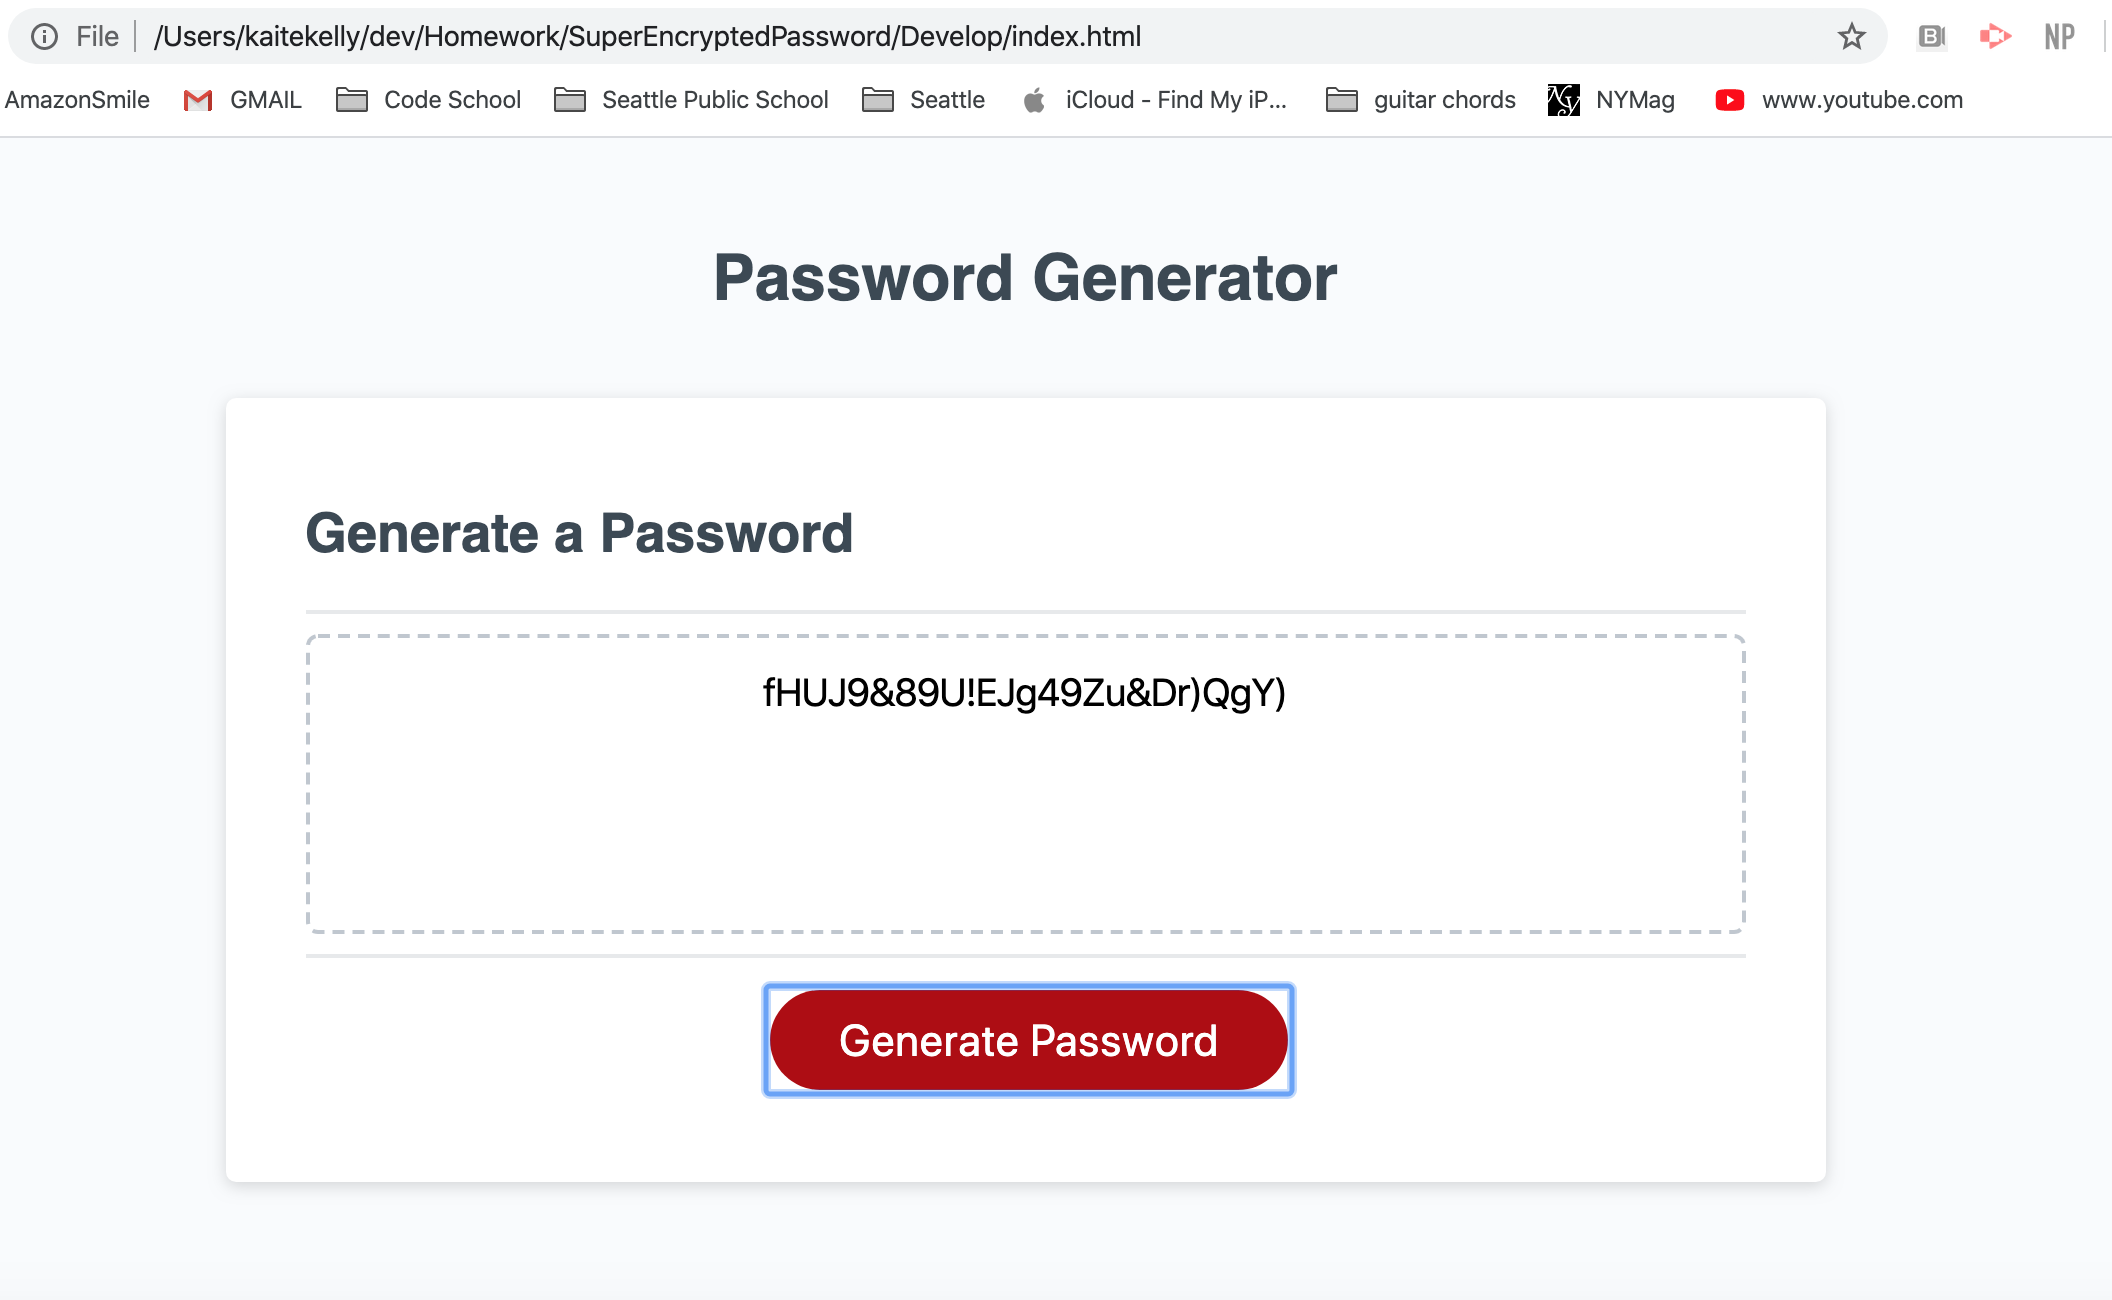 File /Users/kaitekelly/dev/Homework/SuperEncryptedPassword/Develop/index.html NP
AmazonSmile GMAIL Code School Seattle Public School Seattle iCloud - Find My iP... guitar chords NY NYMag www.youtube.com
Password Generator
Generate a Password
fHUJ9&89U!EJg49Zu&Dr)QgY)
Generate Password